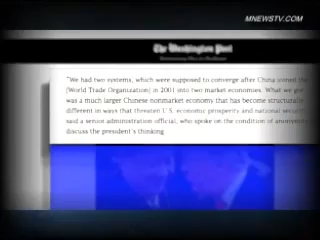 MNEWSTV.COM
The Washington Post
"We had two systems, which were supposed to converge after China joined the
[World Trade Organization] in 2001 into two market economies. What we got
was a much larger Chinese nonmarket economy that has become structurally
different in ways that threaten U.S. economic prosperity and national security,"
said a senior administration official, who spoke on the condition of anonymity
discuss the president's thinking